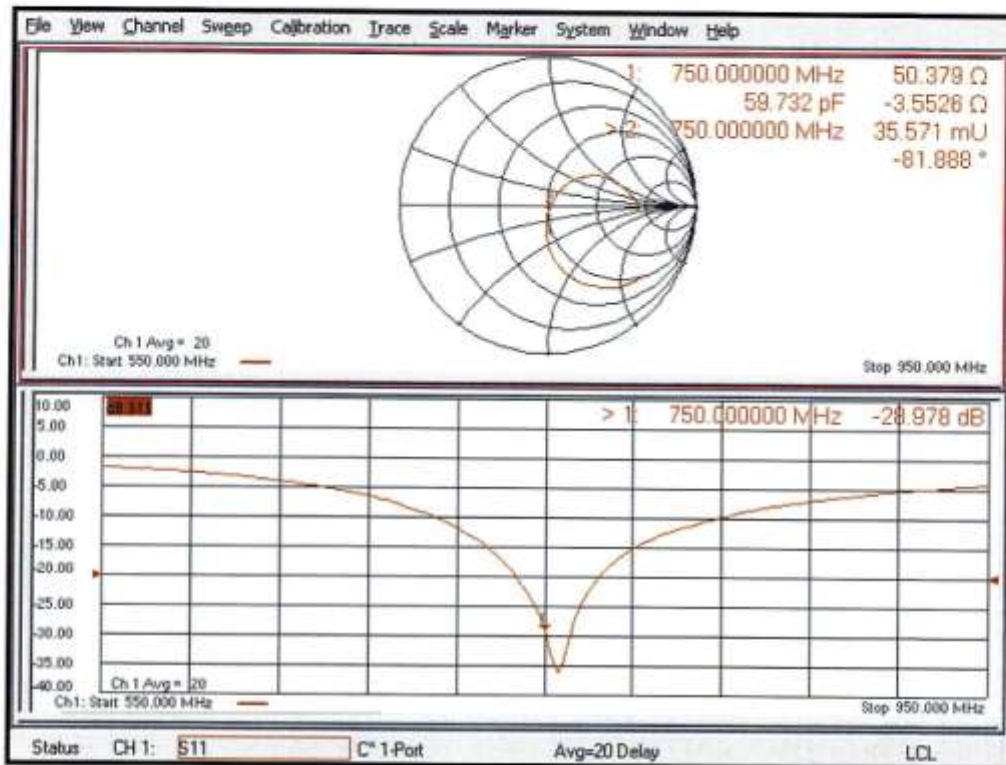 File View Channel Sweep Calibration Trace Scale Marker System Window Help
1: 750.000000 MHz 50.379 Ω
59.732 pF -3.5526 Ω
> 2: 750.000000 MHz 35.571 mU
-81.888 °
Ch 1 Avg = 20
Ch1: Start 550.000 MHz
Stop 950.000 MHz
10.00
> 1: 750.000000 MHz -28.978 dB
5.00
0.00
-5.00
-10.00
-15.00
-20.00
-25.00
-30.00
-35.00
-40.00
Ch 1 Avg = 20
Ch1: Start 550.000 MHz
Stop 950.000 MHz
Status CH 1: S11 C* 1-Port Avg=20 Delay LCL